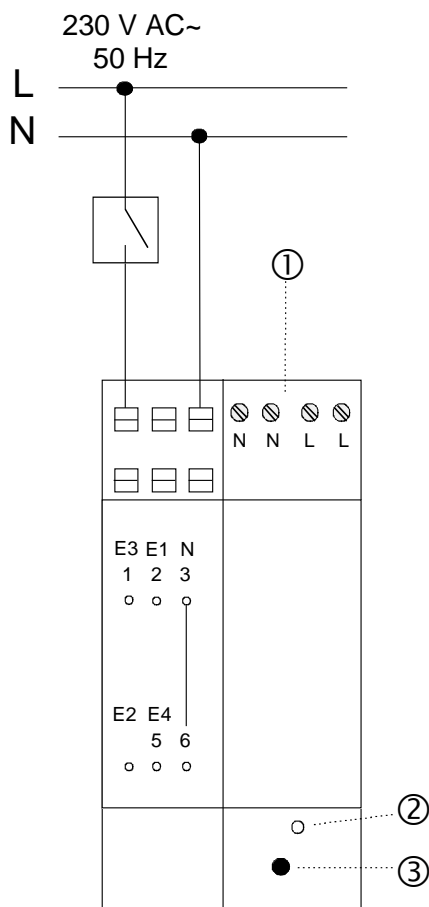 230 V AC~
50 Hz
L
N
①
N N L L
E3 E1 N
1 2 3
E2 E4
5 6
②
③